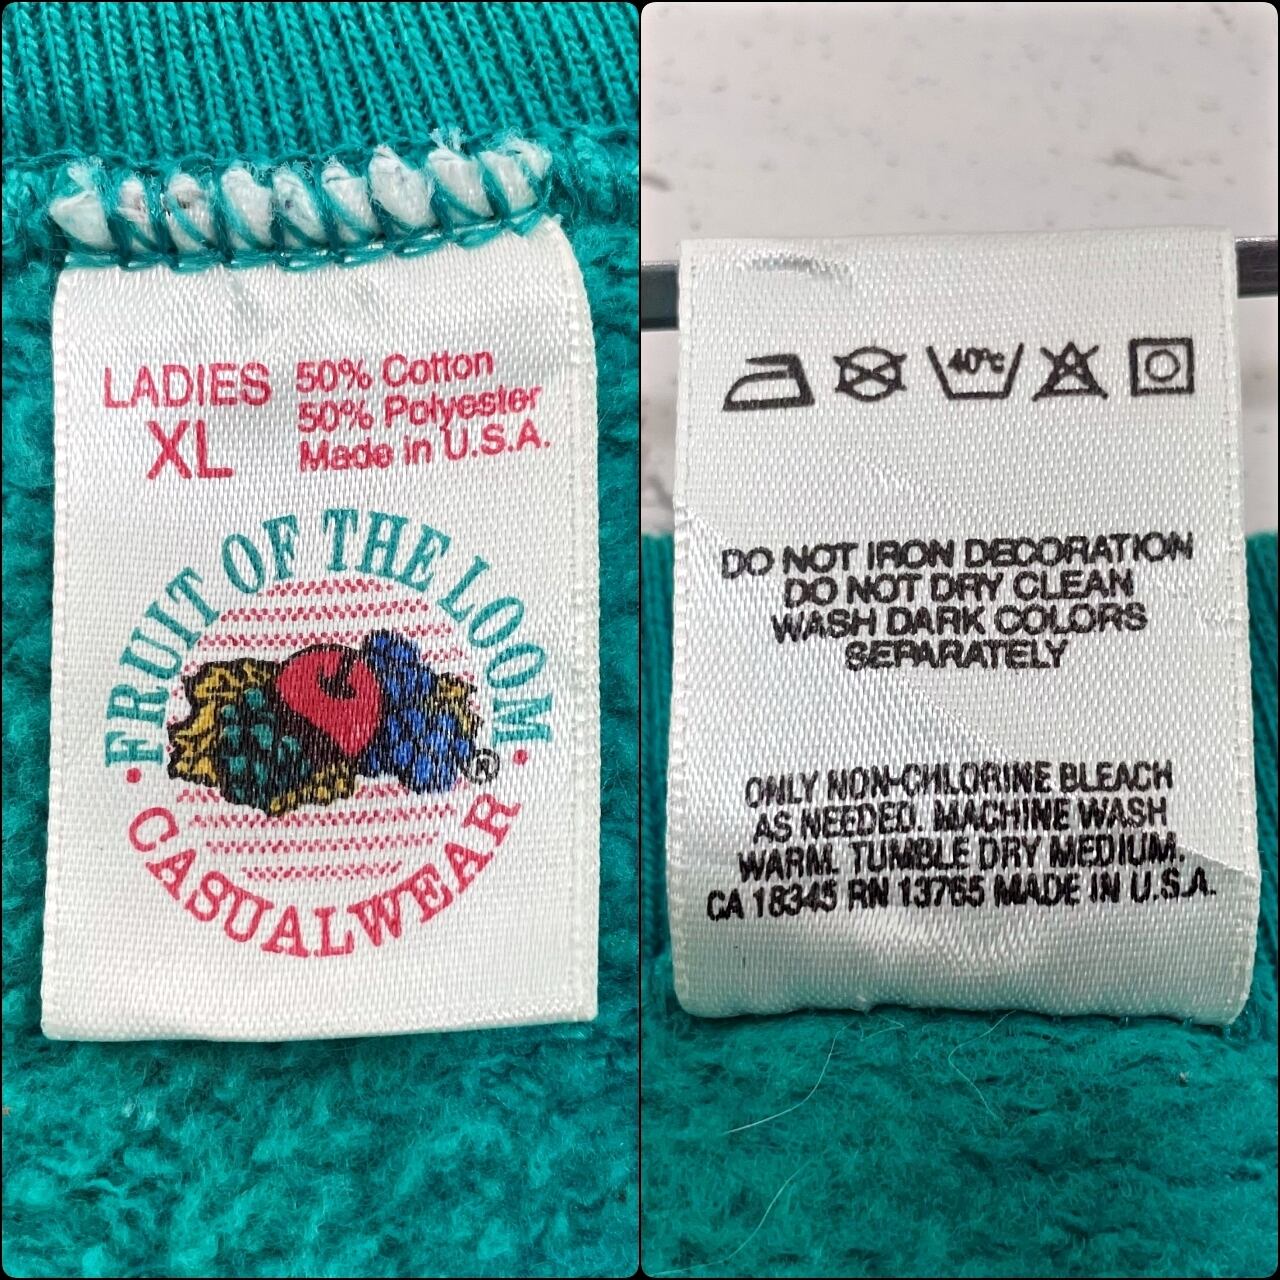 LADIES
XL
50% Cotton
50% Polyester
Made in U.S.A.
FRUIT OF THE LOOM
®
CASUALWEAR
40°C
DO NOT IRON DECORATION
DO NOT DRY CLEAN
WASH DARK COLORS
SEPARATELY
ONLY NON-CHLORINE BLEACH
AS NEEDED. MACHINE WASH
WARM. TUMBLE DRY MEDIUM.
CA 18345 RN 13765 MADE IN U.S.A.